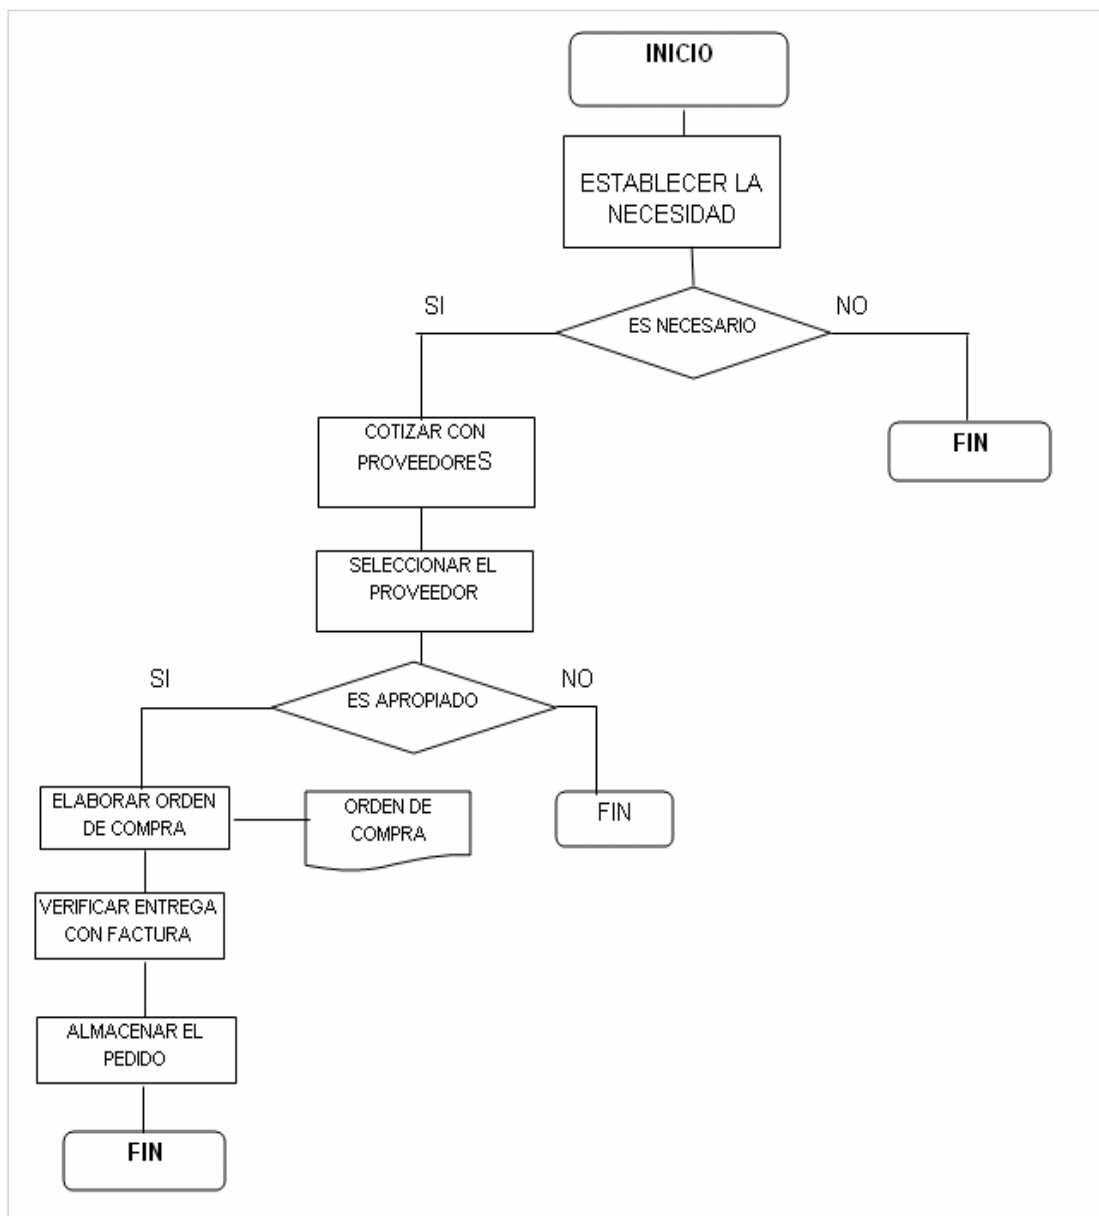 INICIO
ESTABLECER LA
NECESIDAD
SI
NO
ES NECESARIO
COTIZAR CON
PROVEEDORES
FIN
SELECCIONAR EL
PROVEEDOR
SI
NO
ES APROPIADO
ELABORAR ORDEN
DE COMPRA
ORDEN DE
COMPRA
FIN
VERIFICAR ENTREGA
CON FACTURA
ALMACENAR EL
PEDIDO
FIN